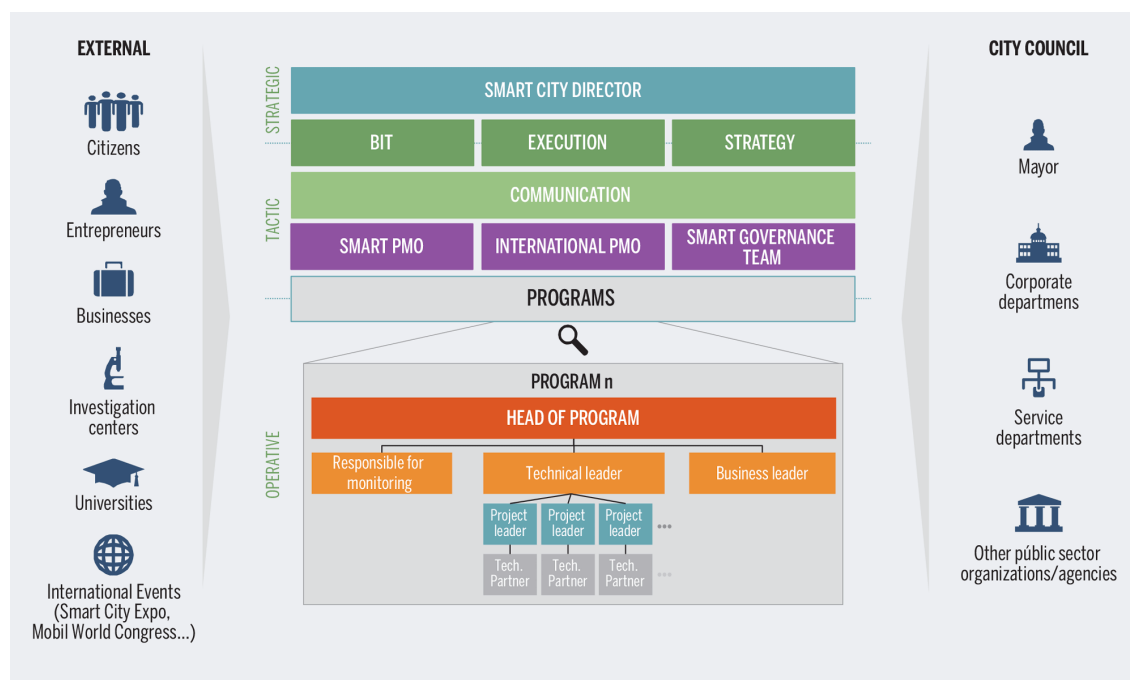 EXTERNAL
Citizens
Entrepreneurs
Businesses
Investigation
centers
Universities
International Events
(Smart City Expo,
Mobil World Congress...)
STRATEGIC
SMART CITY DIRECTOR
BIT
EXECUTION
STRATEGY
TACTIC
COMMUNICATION
SMART PMO
INTERNATIONAL PMO
SMART GOVERNANCE
TEAM
PROGRAMS
OPERATIVE
PROGRAM n
HEAD OF PROGRAM
Responsible for
monitoring
Technical leader
Business leader
Project
leader
Project
leader
Project
leader
...
Tech.
Partner
Tech.
Partner
Tech.
Partner
...
CITY COUNCIL
Mayor
Corporate
departmens
Service
departments
Other públic sector
organizations/agencies